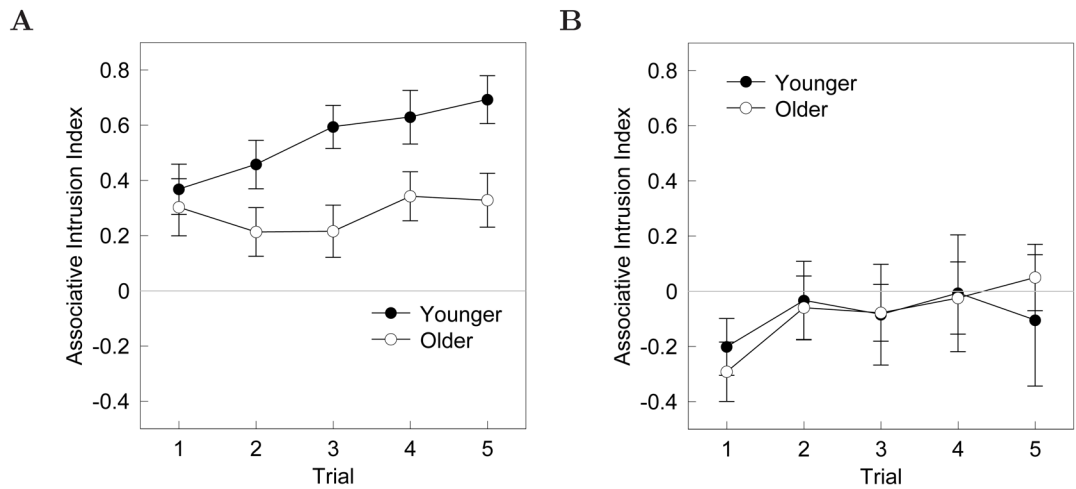 A
Associative Intrusion Index
0.8
0.6
0.4
0.2
0
-0.2
-0.4
Younger
Older
1 2 3 4 5
Trial
B
Associative Intrusion Index
0.8
0.6
0.4
0.2
0
-0.2
-0.4
Younger
Older
1 2 3 4 5
Trial